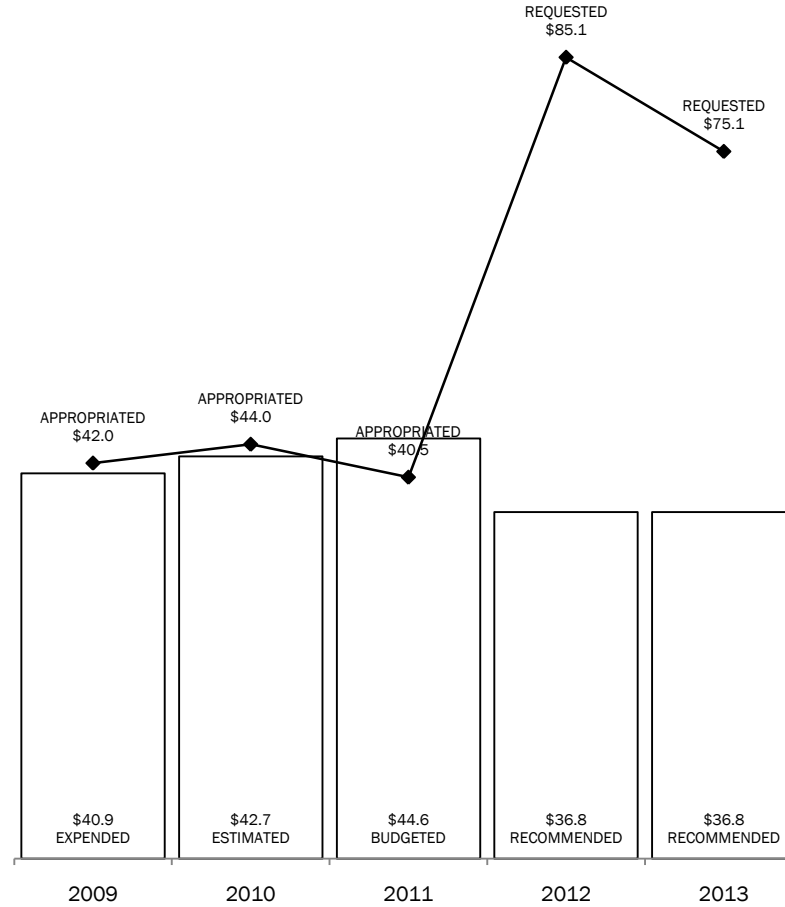 REQUESTED
$85.1
REQUESTED
$75.1
APPROPRIATED
$42.0
APPROPRIATED
$44.0
APPROPRIATED
$40.5
$40.9
EXPENDED
$42.7
ESTIMATED
$44.6
BUDGETED
$36.8
RECOMMENDED
$36.8
RECOMMENDED
2009
2010
2011
2012
2013